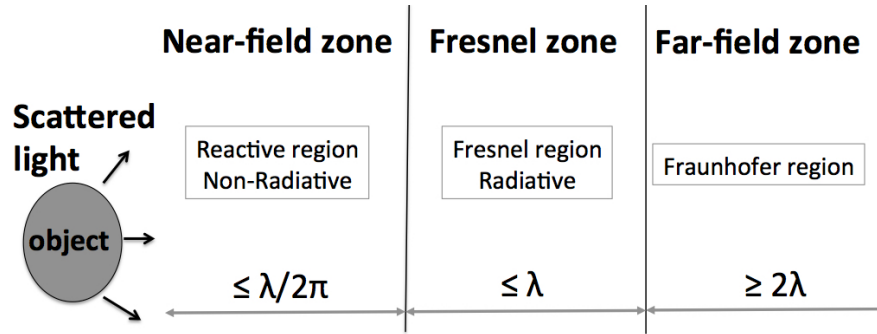 Near-field zone
Fresnel zone
Far-field zone
Scattered
light
Reactive region
Non-Radiative
Fresnel region
Radiative
Fraunhofer region
object
≤ λ/2π
≤ λ
≥ 2λ